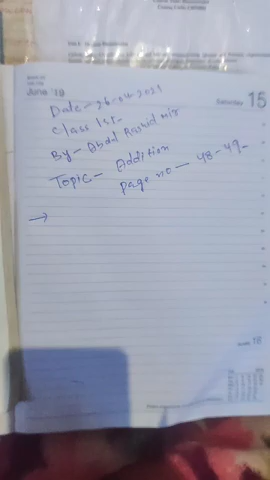 June '19
Saturday 15
Date - 26-04-2021
Class 1st.
By - Abdul Rashid mir
Topic - Addition
page no - 48-49-
→